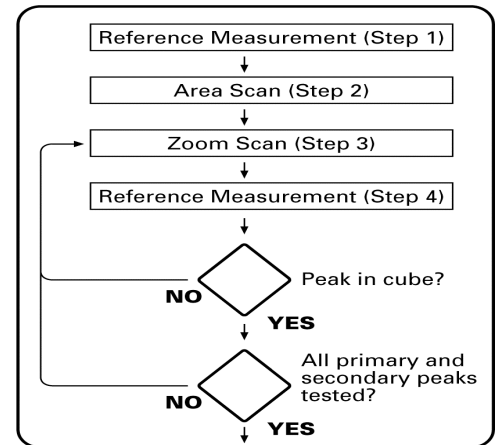 Reference Measurement (Step 1)
Area Scan (Step 2)
Zoom Scan (Step 3)
Reference Measurement (Step 4)
Peak in cube?
NO
YES
All primary and
secondary peaks
tested?
NO
YES